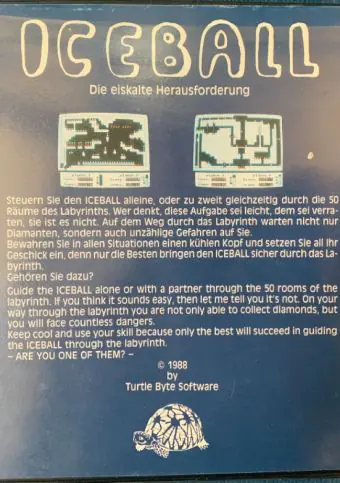 ICEBALL
Die eiskalte Herausforderung
Steuern Sie den ICEBALL alleine, oder zu zweit gleichzeitig durch die 50
Räume des Labyrinths. Wer denkt, diese Aufgabe sei leicht, dem sei verra-
ten, sie ist es nicht. Auf dem Weg durch das Labyrinth warten nicht nur
Diamanten, sondern auch unzählige Gefahren auf Sie.
Bewahren Sie in allen Situationen einen kühlen Kopf und setzen Sie all Ihr
Geschick ein, denn nur die Besten bringen den ICEBALL sicher durch das La-
byrinth.
Gehören Sie dazu?
Guide the ICEBALL alone or with a partner through the 50 rooms of the
labyrinth. If you think it sounds easy, then let me tell you it's not. On your
way through the labyrinth you are not only able to collect diamonds, but
you will face countless dangers.
Keep cool and use your skill because only the best will succeed in guiding
the ICEBALL through the labyrinth.
– ARE YOU ONE OF THEM? –
© 1988
by
Turtle Byte Software